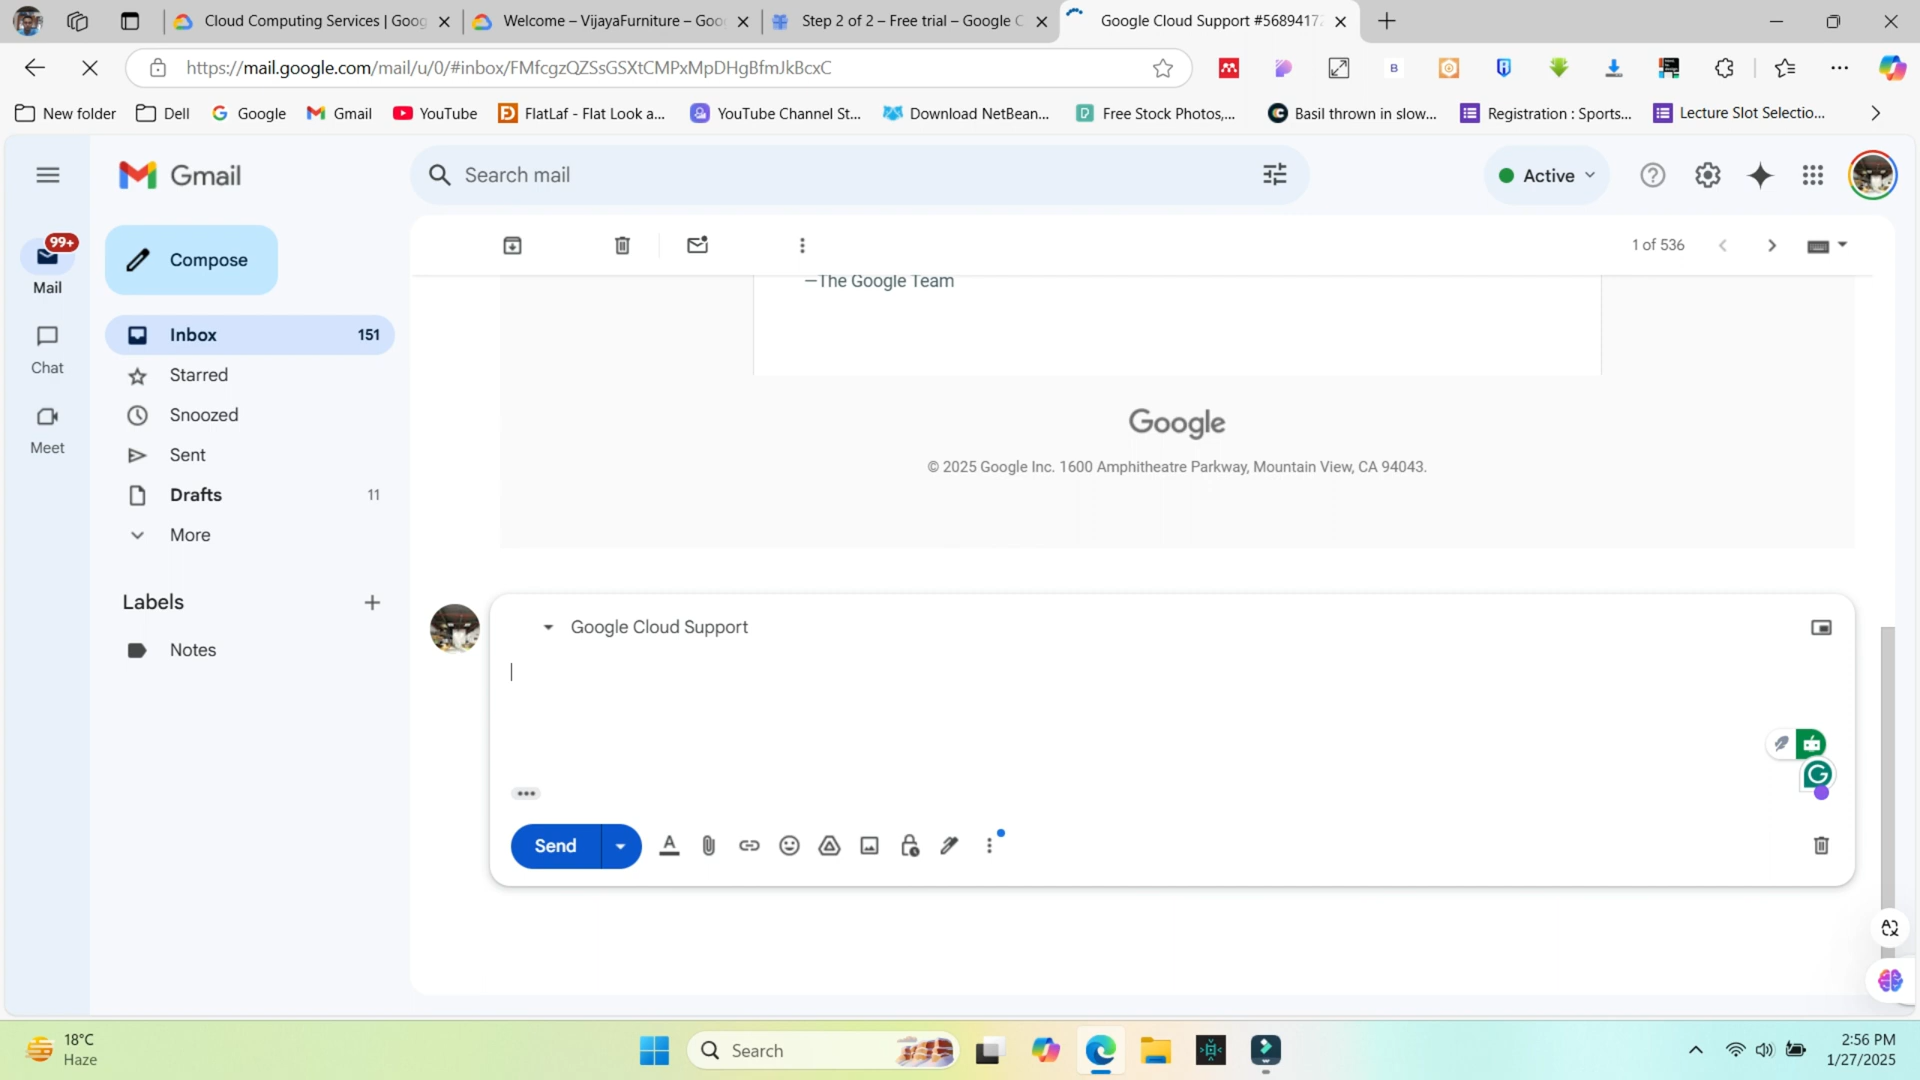 Cloud Computing Services | Goog
Welcome – VijayaFurniture – Goo
Step 2 of 2 – Free trial – Google C
Google Cloud Support #5689417
https://mail.google.com/mail/u/0/#inbox/FMfcgzQZSsGSXtCMPxMpDHgBfmJkBcxC
New folder
Dell
Google
Gmail
YouTube
FlatLaf - Flat Look a...
YouTube Channel St...
Download NetBean...
Free Stock Photos,...
Basil thrown in slow...
Registration : Sports...
Lecture Slot Selectio...
Gmail
Search mail
Active
99+
Mail
Chat
Meet
Compose
Inbox 151
Starred
Snoozed
Sent
Drafts 11
More
Labels
Notes
1 of 536
—The Google Team
Google
© 2025 Google Inc. 1600 Amphitheatre Parkway, Mountain View, CA 94043.
Google Cloud Support
Send
18°C
Haze
Search
2:56 PM
1/27/2025